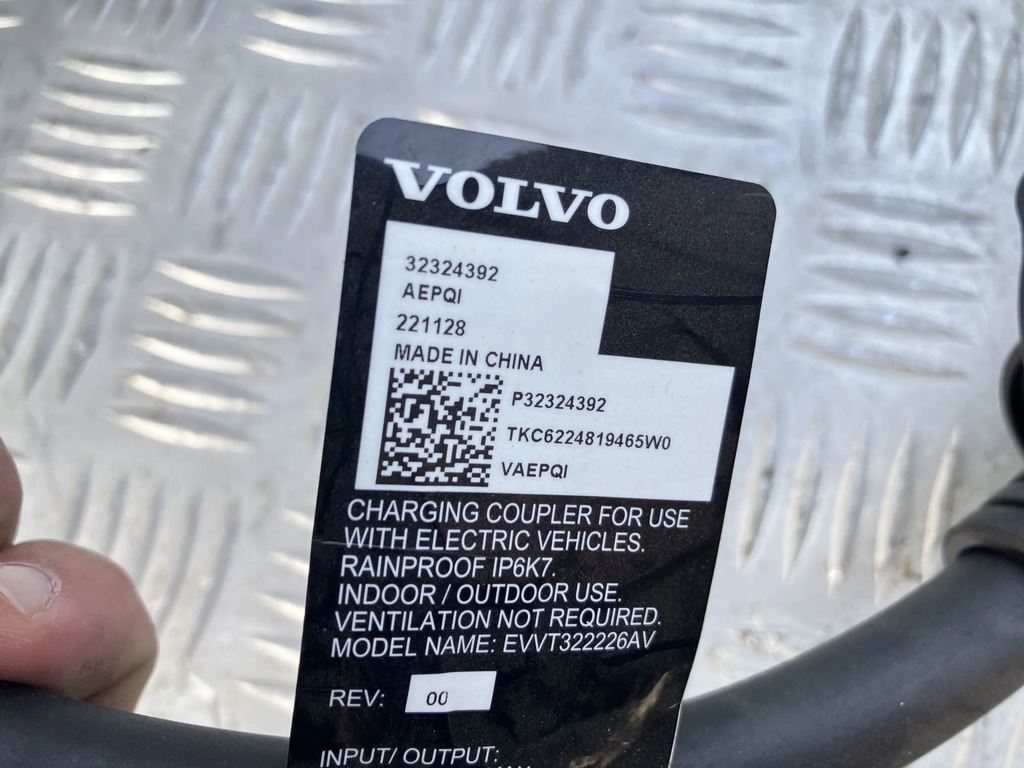 VOLVO
32324392
AEPQI
221128
MADE IN CHINA
P32324392
TKC6224819465W0
VAEPQI
CHARGING COUPLER FOR USE
WITH ELECTRIC VEHICLES.
RAINPROOF IP6K7.
INDOOR / OUTDOOR USE.
VENTILATION NOT REQUIRED.
MODEL NAME: EVVT322226AV
REV: 00
INPUT/ OUTPUT: